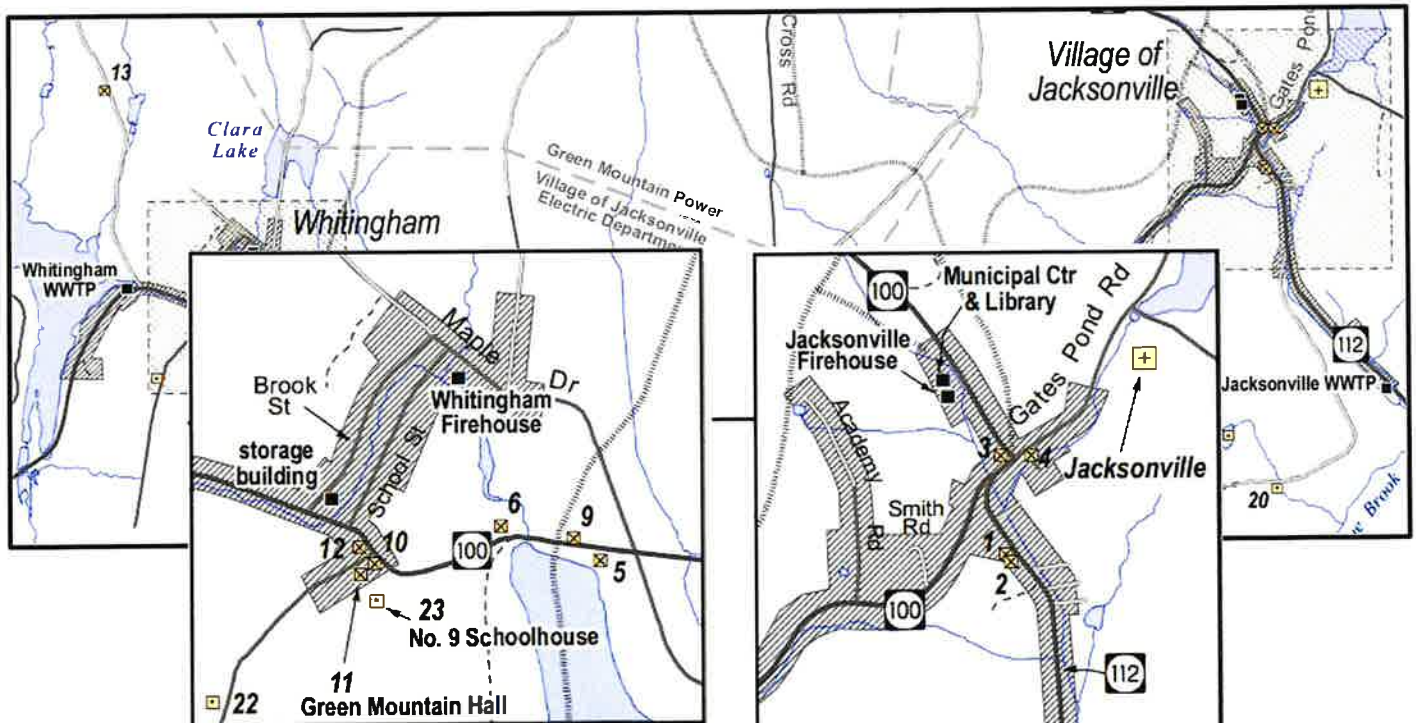 13
Clara
Lake
Whitingham
Whitingham
WWTP
Green Mountain Power
Village of Jacksonville
Electric Department
Cross Rd
Village of
Jacksonville
Gates Pond
112
Jacksonville WWTP
20
Brook
Maple
Dr
Brook
St
School St
Whitingham
Firehouse
storage
building
6
9
5
12
10
100
23
No. 9 Schoolhouse
11
Green Mountain Hall
22
100
Municipal Ctr
& Library
Jacksonville
Firehouse
Gates Pond Rd
Academy
Rd
Smith
Rd
3
4
Jacksonville
1
2
100
112